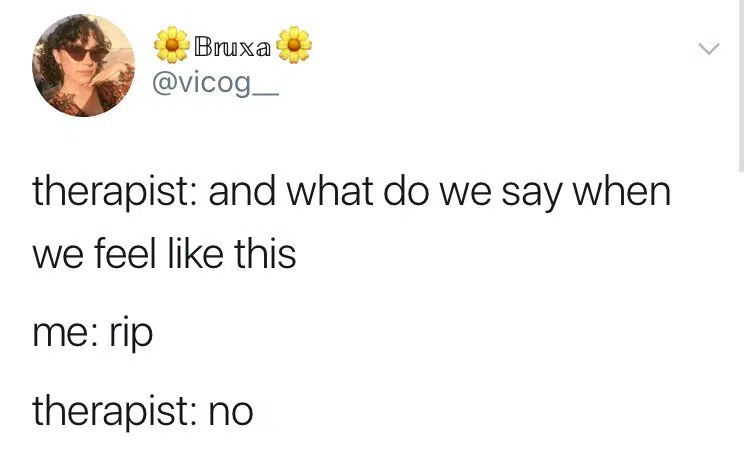 🌼Bruxa🌼
@vicog__
therapist: and what do we say when
we feel like this
me: rip
therapist: no